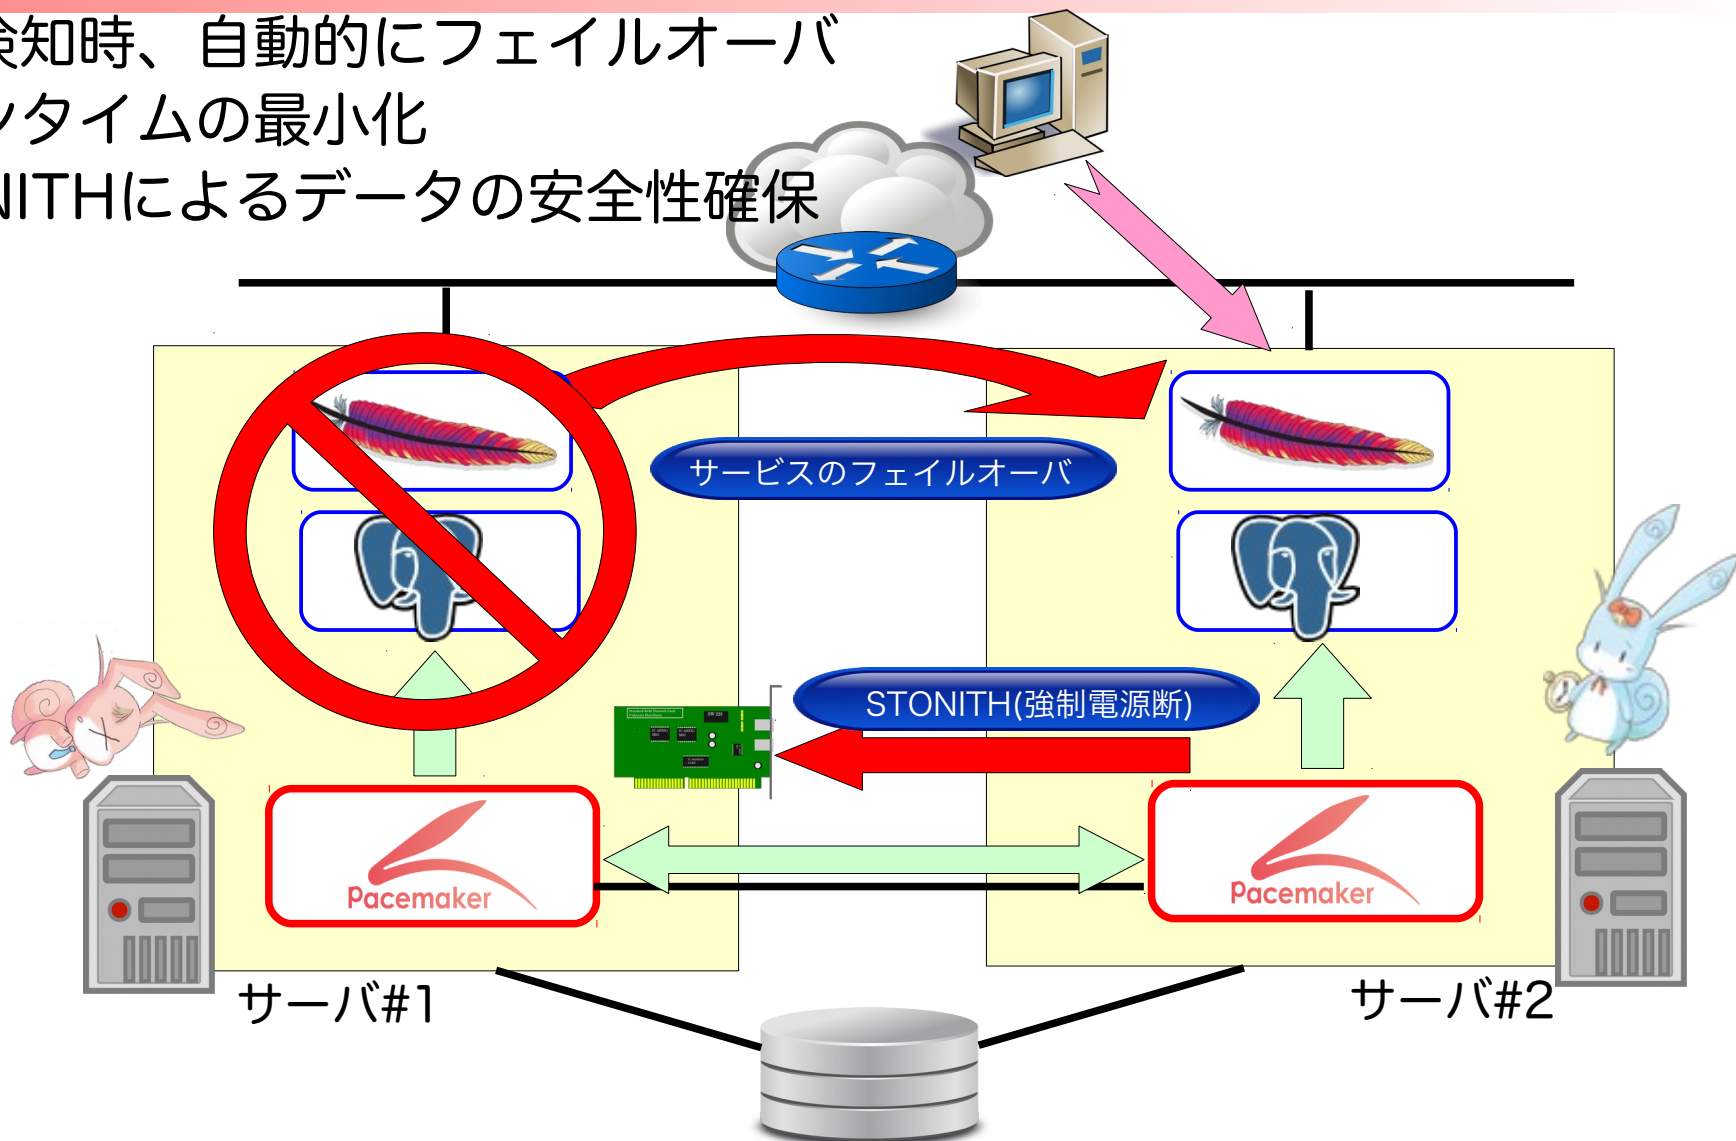 検知時、自動的にフェイルオーバ
ンタイムの最小化
NITHによるデータの安全性確保
サービスのフェイルオーバ
STONITH(強制電源断)
Pacemaker
Pacemaker
サーバ#1
サーバ#2